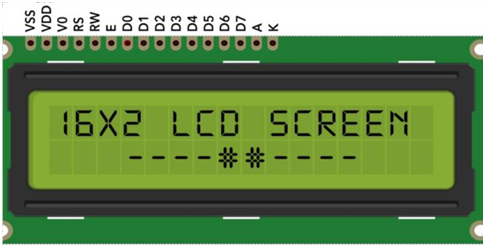 VSS VDD V0 RS RW E D0 D1 D2 D3 D4 D5 D6 D7 A K
16X2 LCD SCREEN
----##----